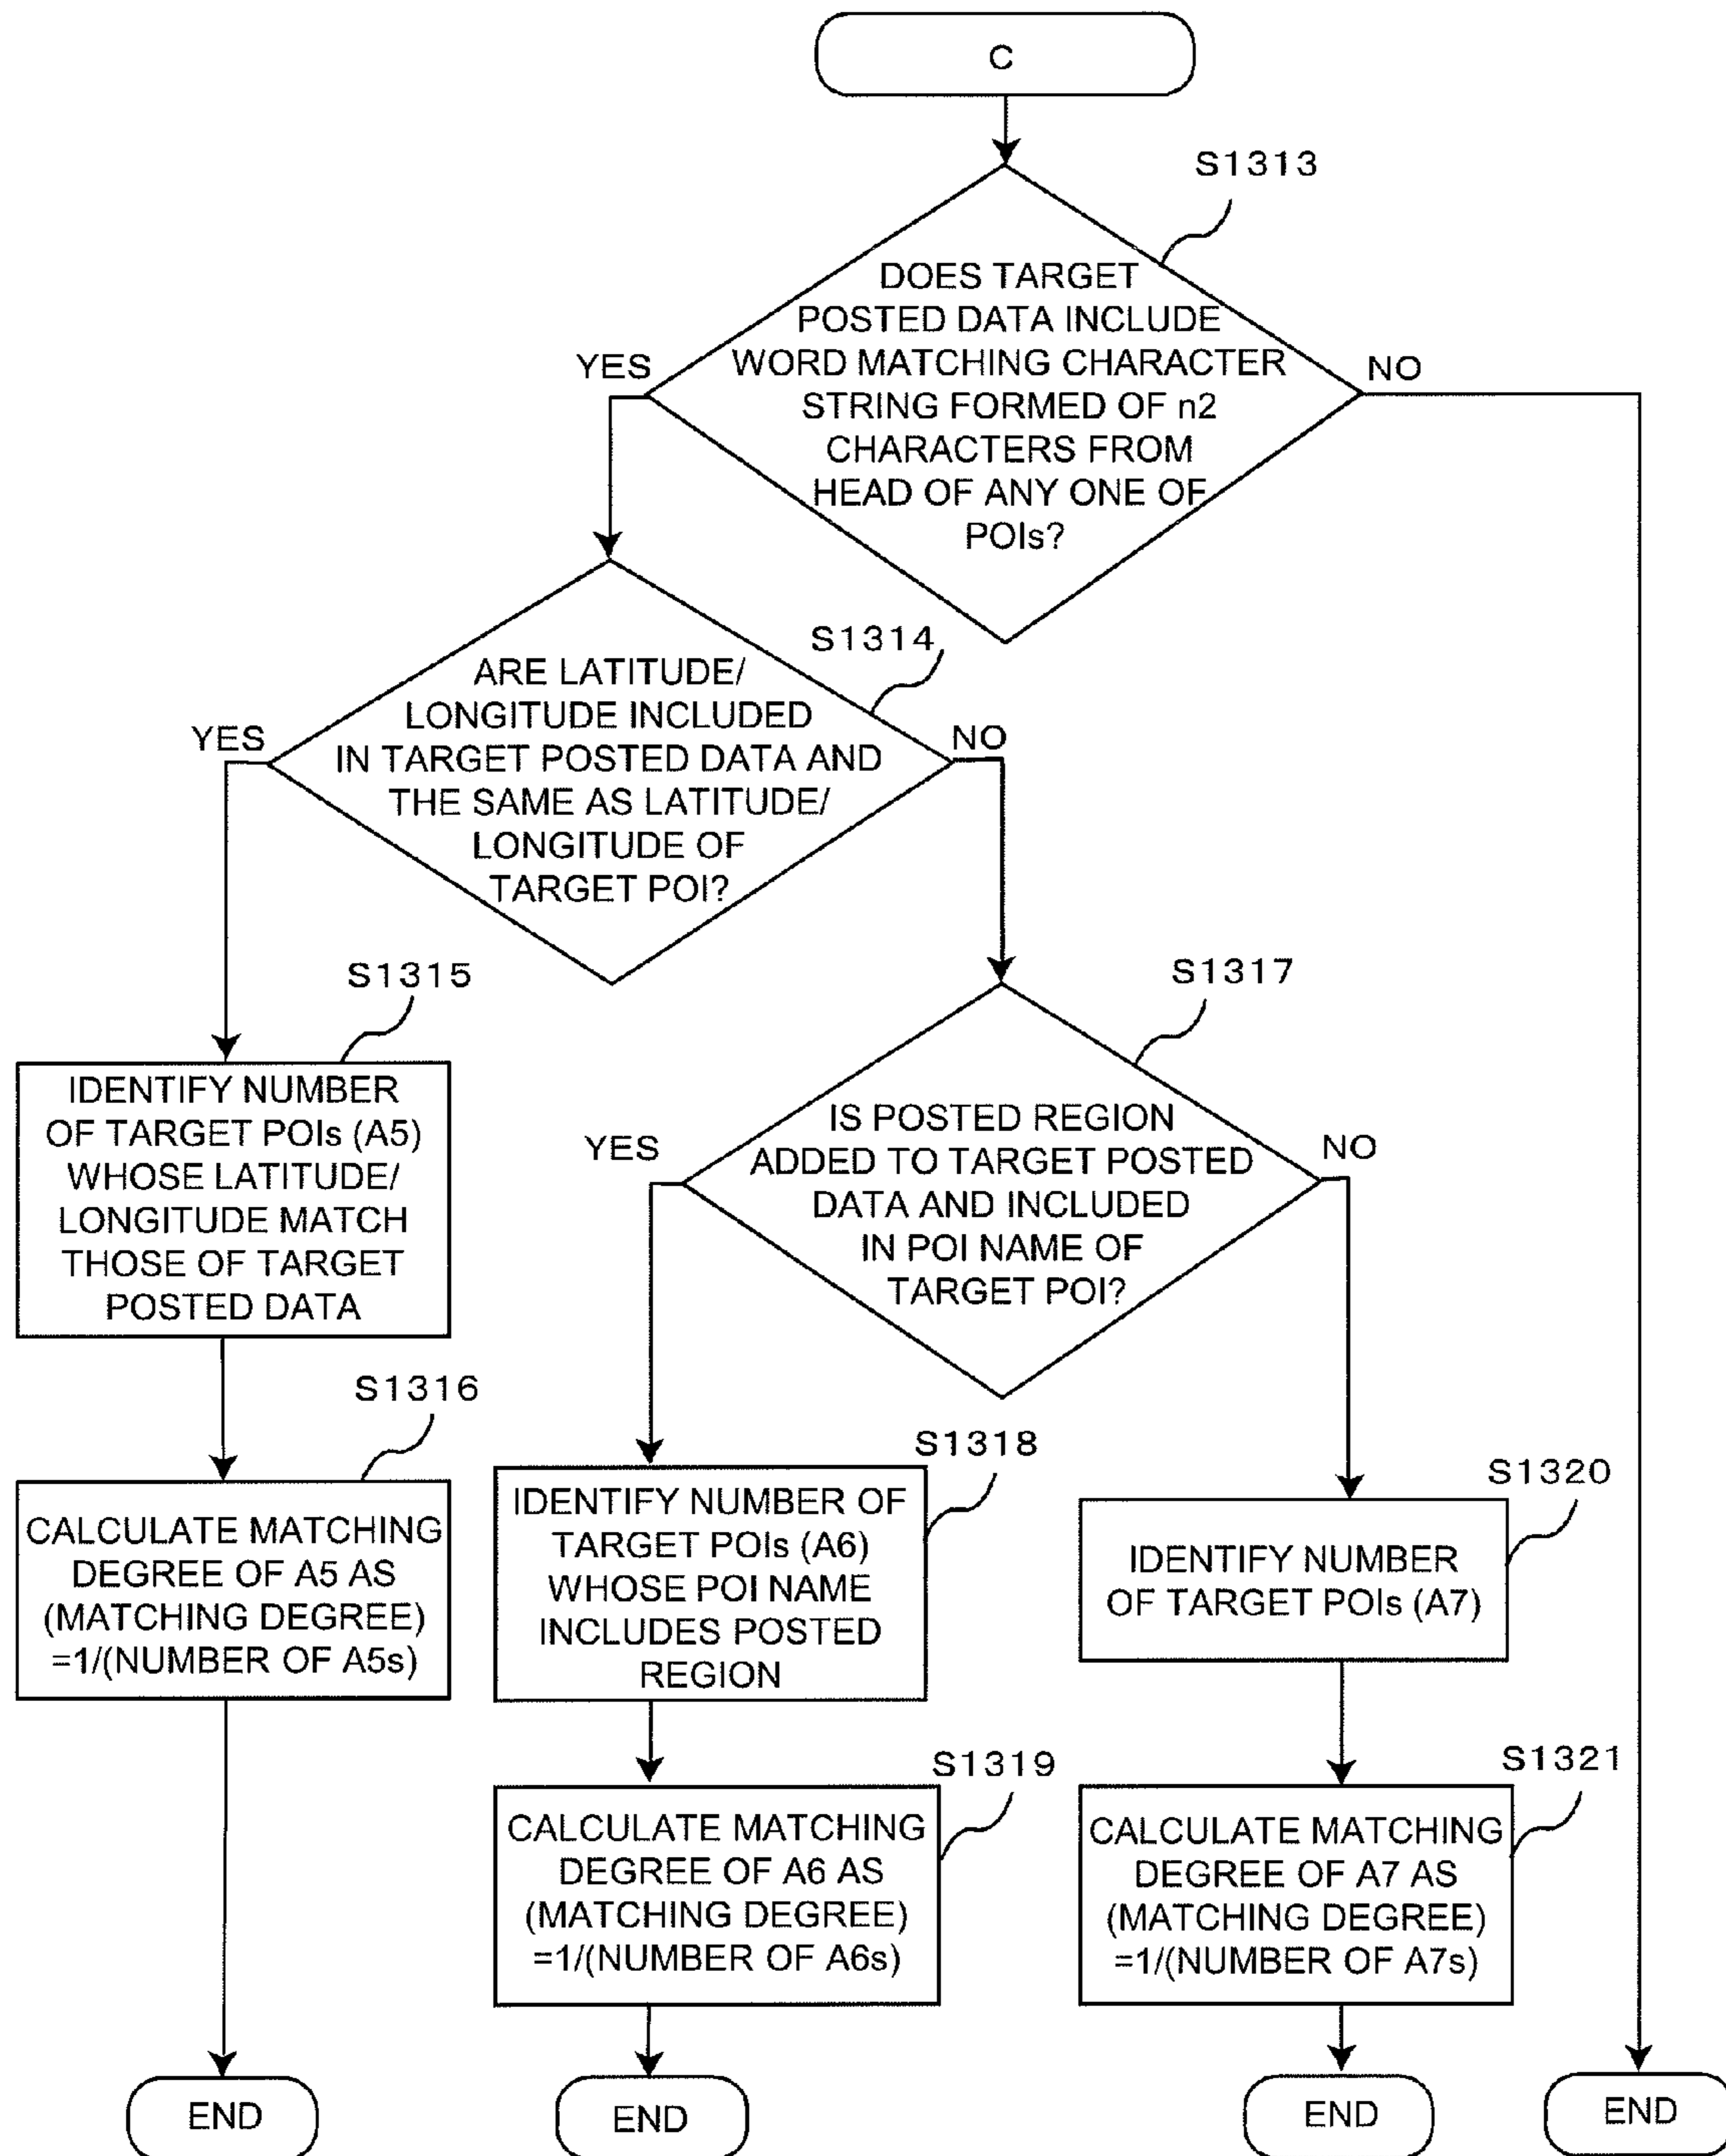 C
S1313
DOES TARGET
POSTED DATA INCLUDE
WORD MATCHING CHARACTER
STRING FORMED OF n2
CHARACTERS FROM
HEAD OF ANY ONE OF
POIs?
YES
NO
S1314
ARE LATITUDE/
LONGITUDE INCLUDED
IN TARGET POSTED DATA AND
THE SAME AS LATITUDE/
LONGITUDE OF
TARGET POI?
YES
NO
S1315
IDENTIFY NUMBER
OF TARGET POIs (A5)
WHOSE LATITUDE/
LONGITUDE MATCH
THOSE OF TARGET
POSTED DATA
S1317
IS POSTED REGION
ADDED TO TARGET POSTED
DATA AND INCLUDED
IN POI NAME OF
TARGET POI?
YES
NO
S1316
CALCULATE MATCHING
DEGREE OF A5 AS
(MATCHING DEGREE)
=1/(NUMBER OF A5s)
S1318
IDENTIFY NUMBER OF
TARGET POIs (A6)
WHOSE POI NAME
INCLUDES POSTED
REGION
S1320
IDENTIFY NUMBER
OF TARGET POIs (A7)
S1319
CALCULATE MATCHING
DEGREE OF A6 AS
(MATCHING DEGREE)
=1/(NUMBER OF A6s)
S1321
CALCULATE MATCHING
DEGREE OF A7 AS
(MATCHING DEGREE)
=1/(NUMBER OF A7s)
END
END
END
END